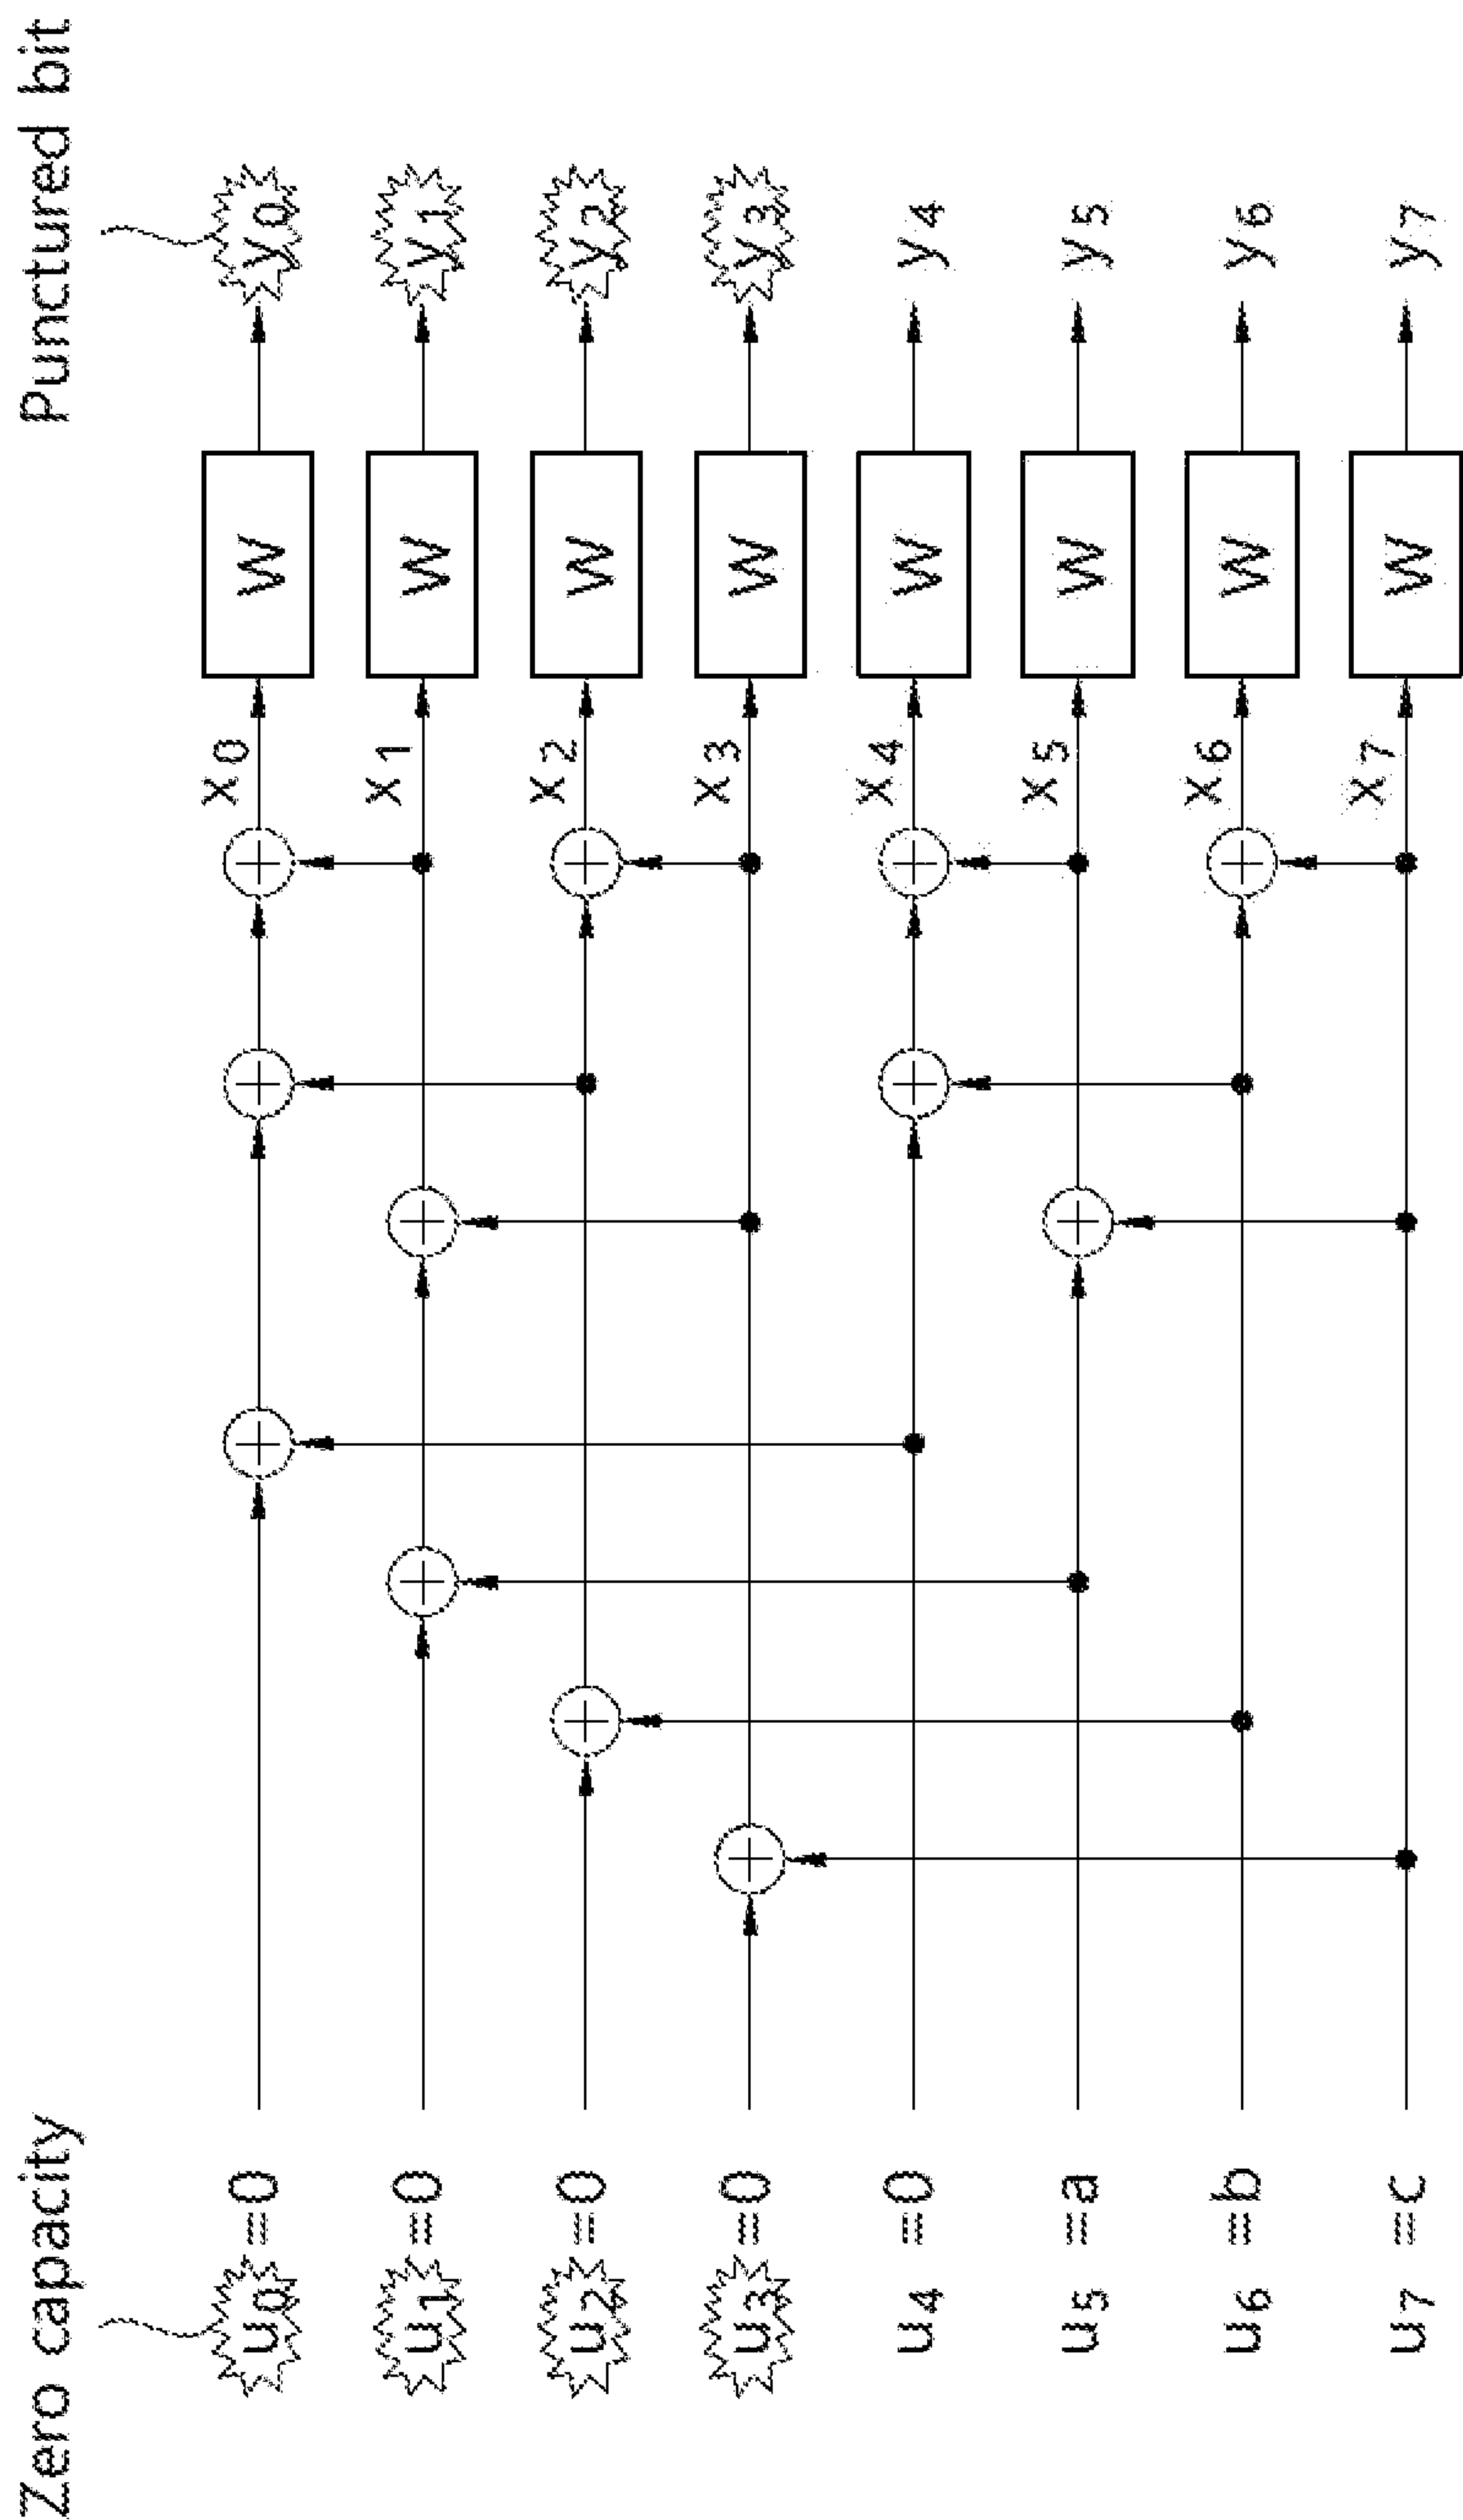 Zero capacity
Punctured bit
u0 =0 x0 W y0
u1 =0 x1 W y1
u2 =0 x2 W y2
u3 =0 x3 W y3
u4 =0 x4 W y4
u5 =a x5 W y5
u6 =b x6 W y6
u7 =c x7 W y7